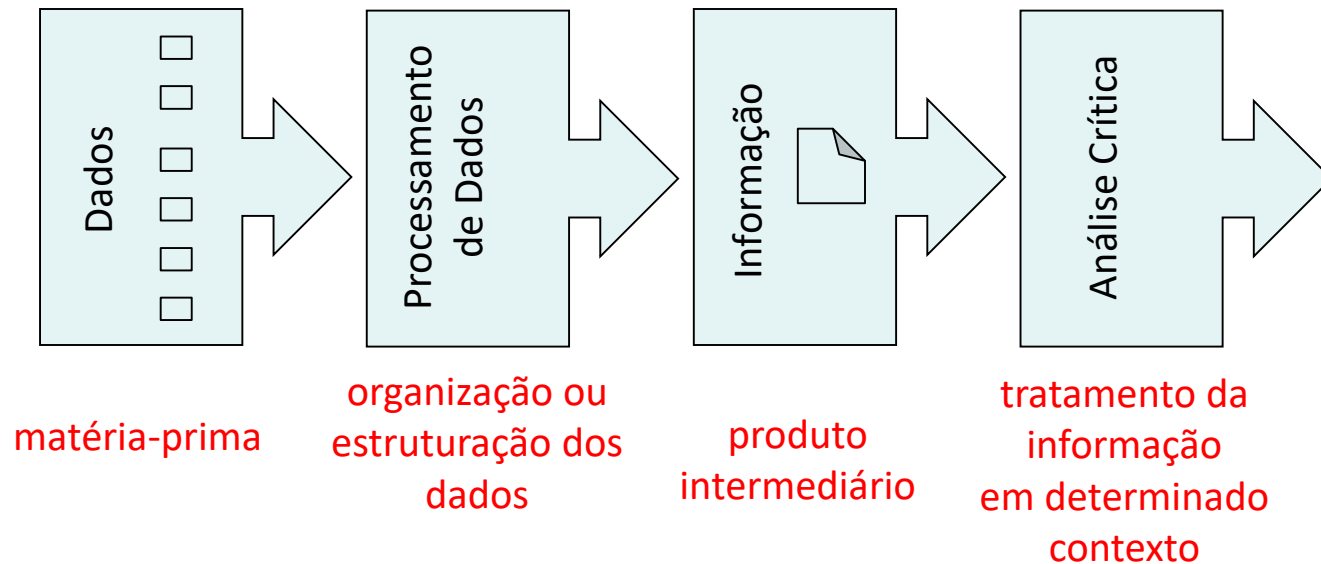 Dados
Processamento
de Dados
Informação
Análise Crítica
matéria-prima
organização ou
estruturação dos
dados
produto
intermediário
tratamento da
informação
em determinado
contexto